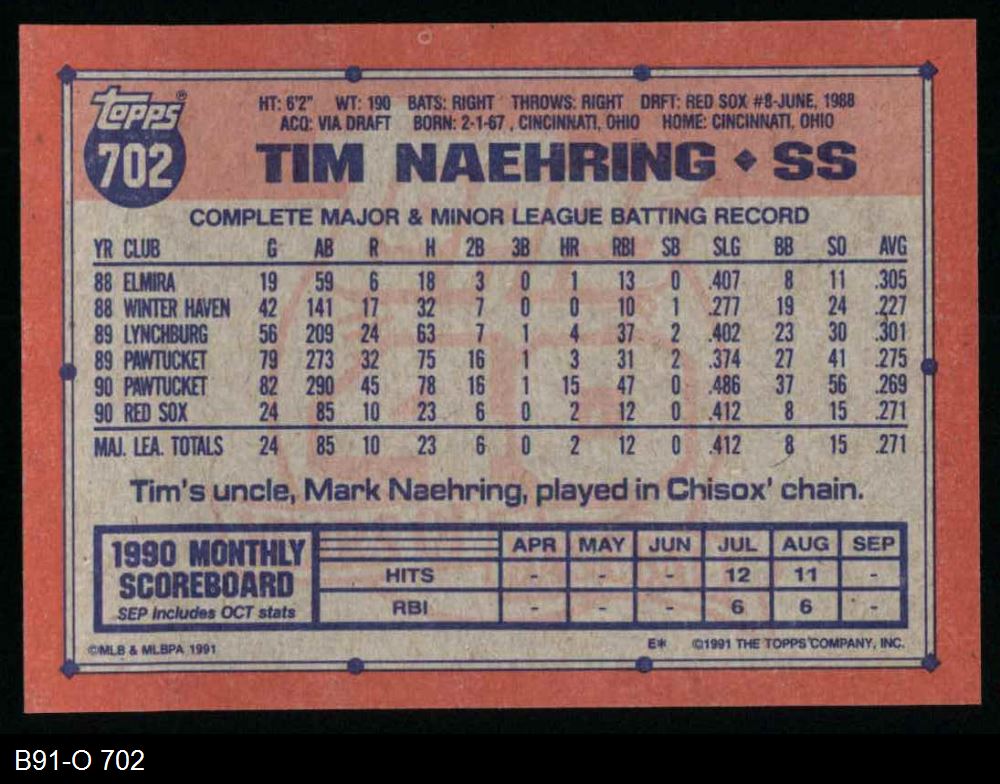 topps®
702
HT: 6'2" WT: 190 BATS: RIGHT THROWS: RIGHT DRFT: RED SOX #8-JUNE, 1988
ACQ: VIA DRAFT BORN: 2-1-67, CINCINNATI, OHIO HOME: CINCINNATI, OHIO
TIM NAEHRING ◆ SS
COMPLETE MAJOR & MINOR LEAGUE BATTING RECORD
YR CLUB G AB R H 2B 3B HR RBI SB SLG BB SO AVG
88 ELMIRA 19 59 6 18 3 0 1 13 0 .407 8 11 .305
88 WINTER HAVEN 42 141 17 32 7 0 0 10 1 .277 19 24 .227
89 LYNCHBURG 56 209 24 63 7 1 4 37 2 .402 23 30 .301
89 PAWTUCKET 79 273 32 75 16 1 3 31 2 .374 27 41 .275
90 PAWTUCKET 82 290 45 78 16 1 15 47 0 .486 37 56 .269
90 RED SOX 24 85 10 23 6 0 2 12 0 .412 8 15 .271
MAJ. LEA. TOTALS 24 85 10 23 6 0 2 12 0 .412 8 15 .271
Tim's uncle, Mark Naehring, played in Chisox' chain.
1990 MONTHLY
SCOREBOARD
SEP includes OCT stats
APR MAY JUN JUL AUG SEP
HITS - - - 12 11 -
RBI - - - 6 6 -
©MLB & MLBPA 1991
E* ©1991 THE TOPPS COMPANY, INC.
B91-O 702